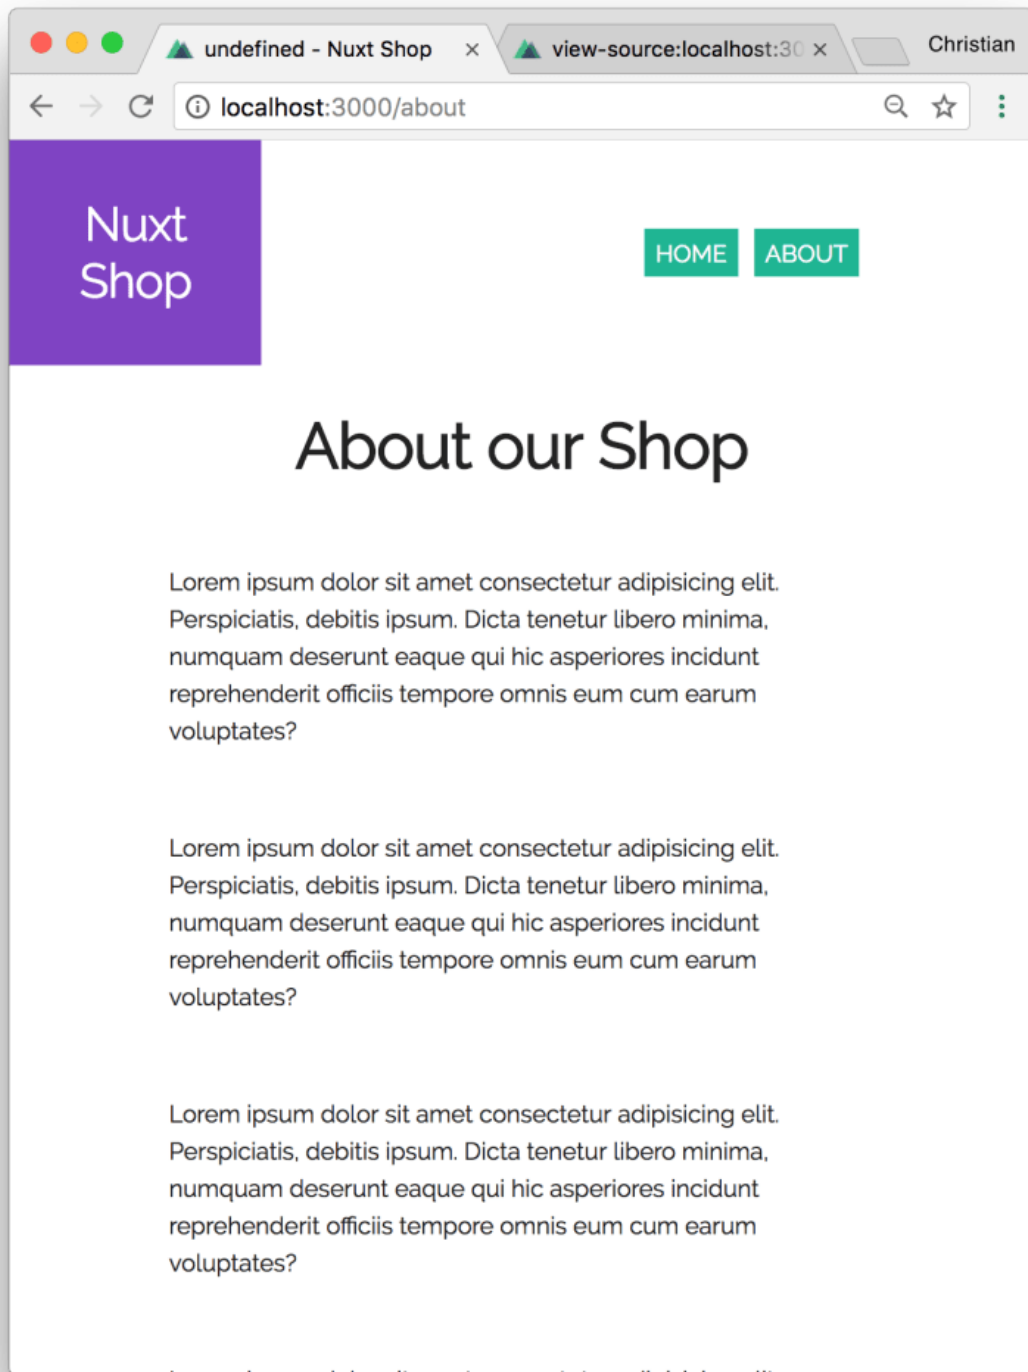 undefined - Nuxt Shop
view-source:localhost:30
Christian
localhost:3000/about
Nuxt
Shop
HOME
ABOUT
About our Shop
Lorem ipsum dolor sit amet consectetur adipisicing elit.
Perspiciatis, debitis ipsum. Dicta tenetur libero minima,
numquam deserunt eaque qui hic asperiores incidunt
reprehenderit officiis tempore omnis eum cum earum
voluptates?
Lorem ipsum dolor sit amet consectetur adipisicing elit.
Perspiciatis, debitis ipsum. Dicta tenetur libero minima,
numquam deserunt eaque qui hic asperiores incidunt
reprehenderit officiis tempore omnis eum cum earum
voluptates?
Lorem ipsum dolor sit amet consectetur adipisicing elit.
Perspiciatis, debitis ipsum. Dicta tenetur libero minima,
numquam deserunt eaque qui hic asperiores incidunt
reprehenderit officiis tempore omnis eum cum earum
voluptates?